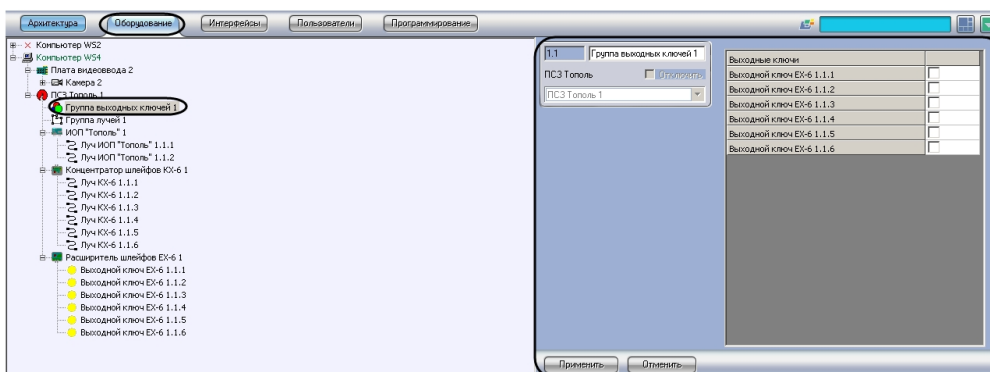 Архитектура Оборудование Интерфейсы Пользователи Программирование
Компьютер WS2
Компьютер WS4
Плата видеоввода 2
Камера 2
ПСЗ Тополь 1
Группа выходных ключей 1
Группа лучей 1
ИОП "Тополь" 1
Луч ИОП "Тополь" 1.1.1
Луч ИОП "Тополь" 1.1.2
Концентратор шлейфов КХ-6 1
Луч КХ-6 1.1.1
Луч КХ-6 1.1.2
Луч КХ-6 1.1.3
Луч КХ-6 1.1.4
Луч КХ-6 1.1.5
Луч КХ-6 1.1.6
Расширитель шлейфов ЕХ-6 1
Выходной ключ ЕХ-6 1.1.1
Выходной ключ ЕХ-6 1.1.2
Выходной ключ ЕХ-6 1.1.3
Выходной ключ ЕХ-6 1.1.4
Выходной ключ ЕХ-6 1.1.5
Выходной ключ ЕХ-6 1.1.6
1.1 Группа выходных ключей 1
ПСЗ Тополь Отключить
ПСЗ Тополь 1
Выходные ключи
Выходной ключ ЕХ-6 1.1.1
Выходной ключ ЕХ-6 1.1.2
Выходной ключ ЕХ-6 1.1.3
Выходной ключ ЕХ-6 1.1.4
Выходной ключ ЕХ-6 1.1.5
Выходной ключ ЕХ-6 1.1.6
Применить Отменить